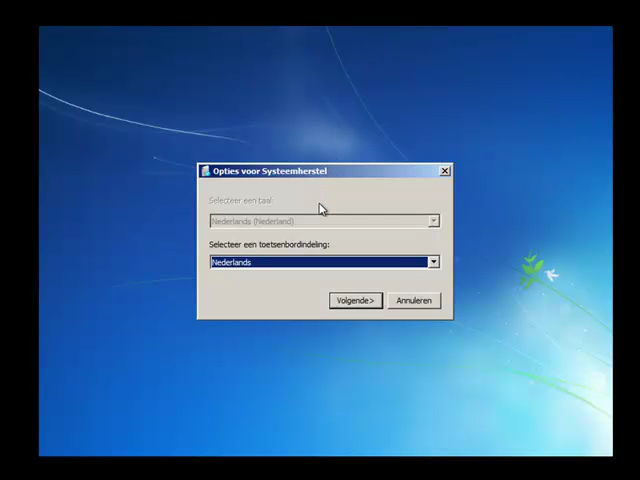 Opties voor Systeemherstel
Selecteer een taal:
Nederlands (Nederland)
Selecteer een toetsenbordindeling:
Nederlands
Volgende >
Annuleren